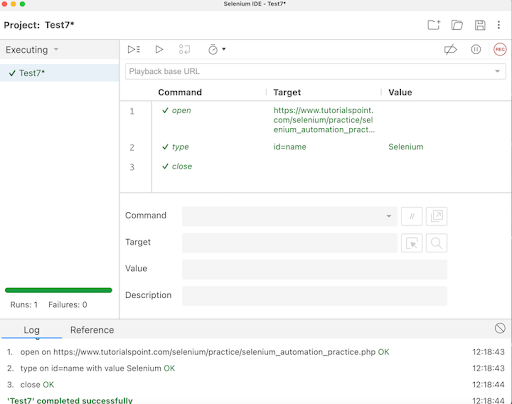 Selenium IDE - Test7*
Project: Test7*
Executing
REC
✓ Test7*
Playback base URL
Command Target Value
1 ✓ open https://www.tutorialspoint.
com/selenium/practice/sel
enium_automation_pract...
2 ✓ type id=name Selenium
3 ✓ close
Command //
Target
Value
Description
Runs: 1 Failures: 0
Log Reference
1. open on https://www.tutorialspoint.com/selenium/practice/selenium_automation_practice.php OK 12:18:43
2. type on id=name with value Selenium OK 12:18:43
3. close OK 12:18:44
'Test7' completed successfully 12:18:44